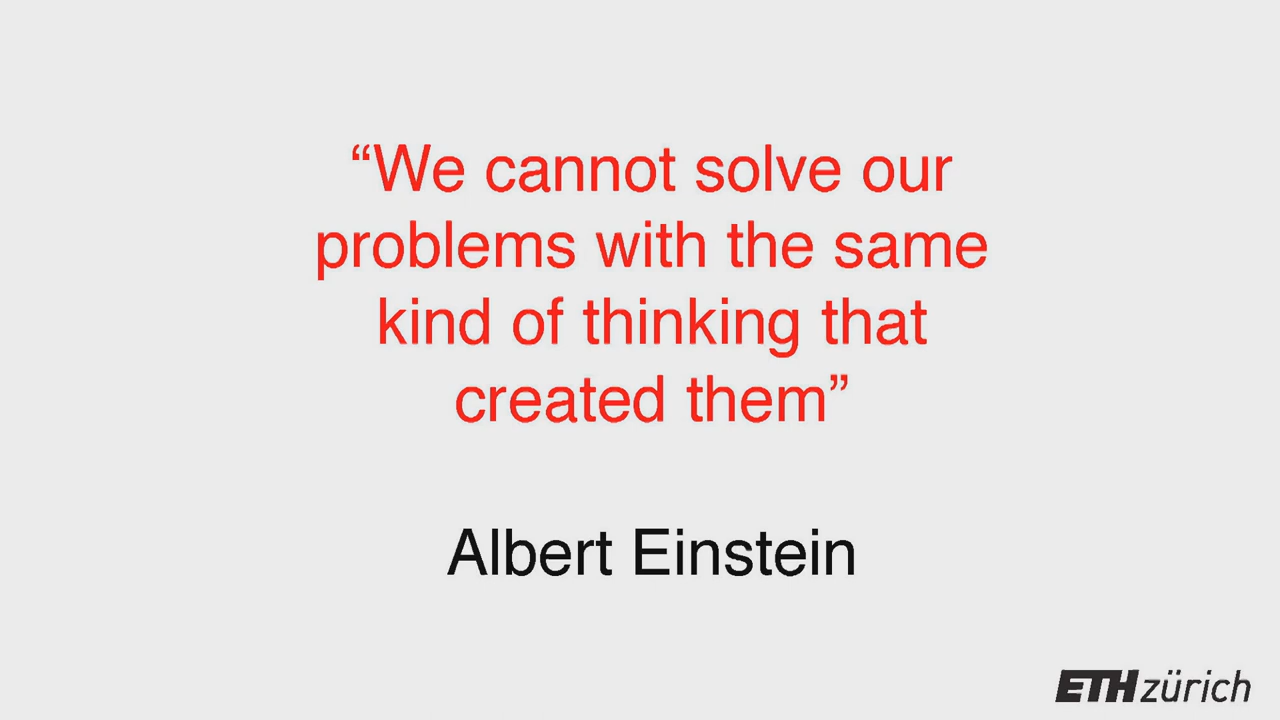 “We cannot solve our
problems with the same
kind of thinking that
created them”
Albert Einstein
ETH zürich